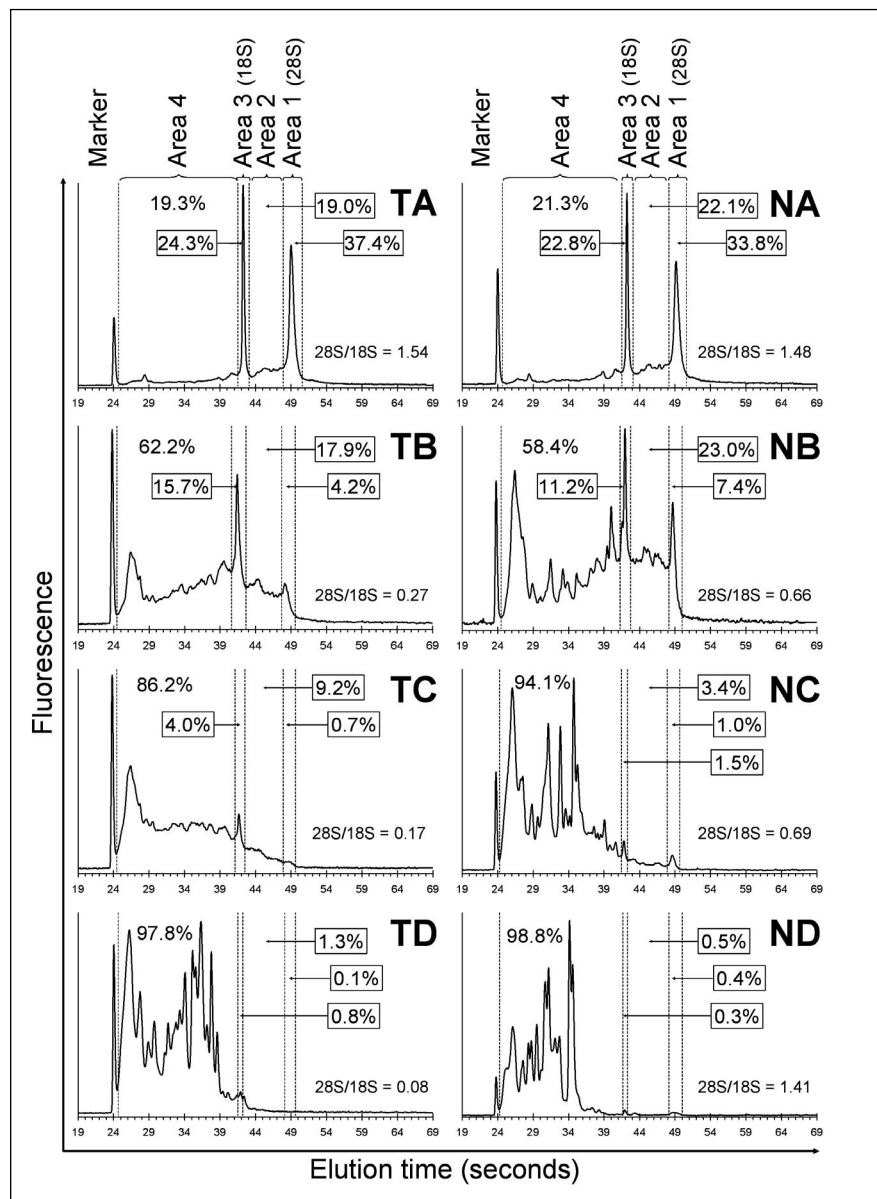 Marker
Area 4
Area 3 (18S)
Area 2
Area 1 (28S)
Marker
Area 4
Area 3 (18S)
Area 2
Area 1 (28S)
19.3%
19.0%
TA
24.3%
37.4%
28S/18S = 1.54
19 24 29 34 39 44 49 54 59 64 69
21.3%
22.1%
NA
22.8%
33.8%
28S/18S = 1.48
19 24 29 34 39 44 49 54 59 64 69
62.2%
17.9%
TB
15.7%
4.2%
28S/18S = 0.27
19 24 29 34 39 44 49 54 59 64 69
58.4%
23.0%
NB
11.2%
7.4%
28S/18S = 0.66
19 24 29 34 39 44 49 54 59 64 69
86.2%
9.2%
TC
4.0%
0.7%
28S/18S = 0.17
19 24 29 34 39 44 49 54 59 64 69
94.1%
3.4%
NC
1.0%
1.5%
28S/18S = 0.69
19 24 29 34 39 44 49 54 59 64 69
97.8%
1.3%
TD
0.1%
0.8%
28S/18S = 0.08
19 24 29 34 39 44 49 54 59 64 69
98.8%
0.5%
ND
0.4%
0.3%
28S/18S = 1.41
19 24 29 34 39 44 49 54 59 64 69
Fluorescence
Elution time (seconds)